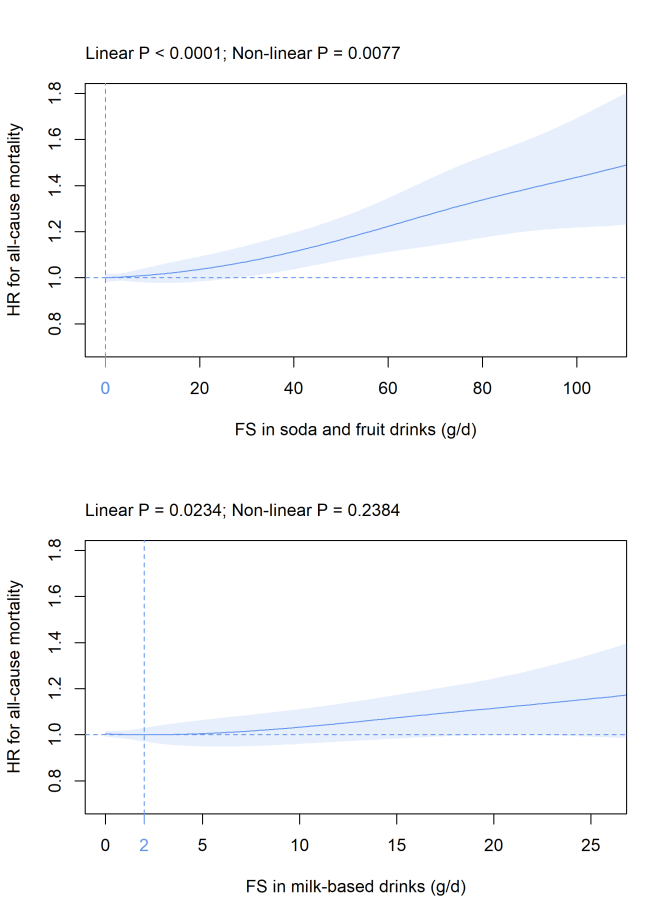 Linear P < 0.0001; Non-linear P = 0.0077
HR for all-cause mortality
1.8
1.6
1.4
1.2
1.0
0.8
0 20 40 60 80 100
FS in soda and fruit drinks (g/d)
Linear P = 0.0234; Non-linear P = 0.2384
HR for all-cause mortality
1.8
1.6
1.4
1.2
1.0
0.8
0 2 5 10 15 20 25
FS in milk-based drinks (g/d)